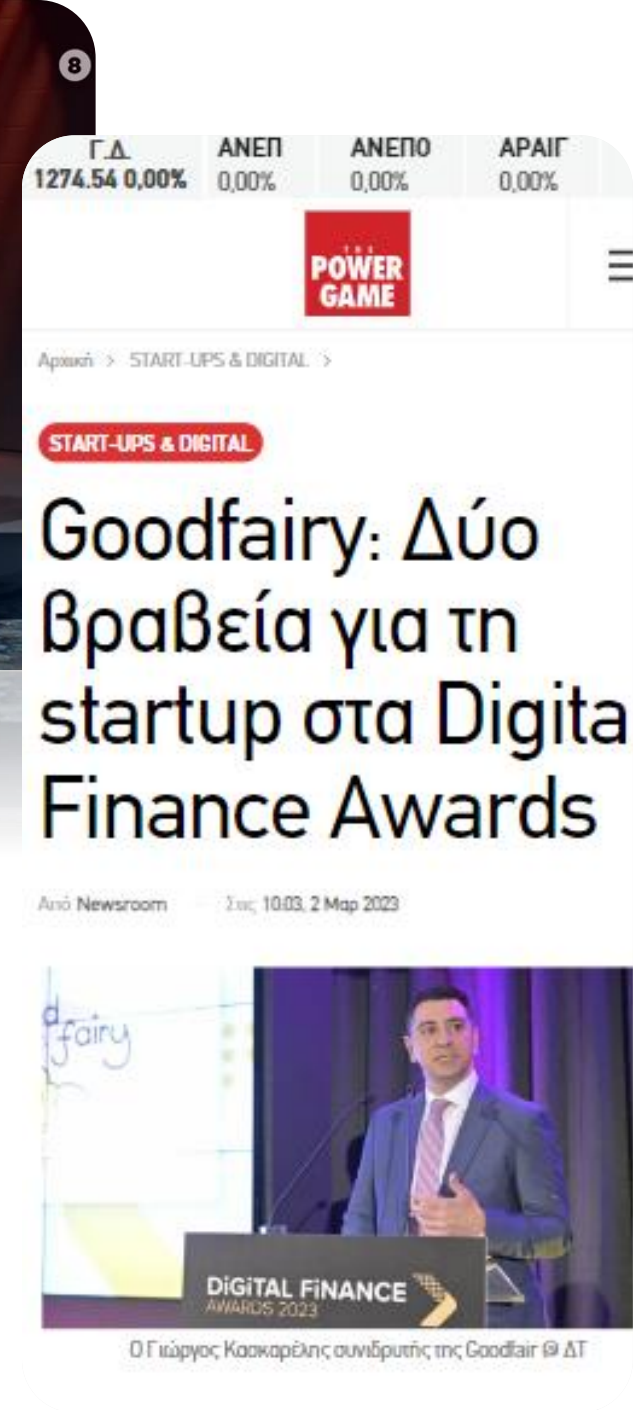 8
Γ.Δ. ΑΝΕΠ ΑΝΕΠΟ ΑΡΑΙΓ
1274.54 0,00% 0,00% 0,00% 0,00%
THE
POWER
GAME
Αρχική > START-UPS & DIGITAL >
START-UPS & DIGITAL
Goodfairy: Δύο
βραβεία για τη
startup στα Digita
Finance Awards
Από Newsroom Στις 10:03, 2 Μαρ 2023
d
fairy
DiGiTAL FiNANCE
AWARDS 2023
Ο Γιώργος Κασκαρέλης συνιδρυτής της Goodfair @ ΔΤ